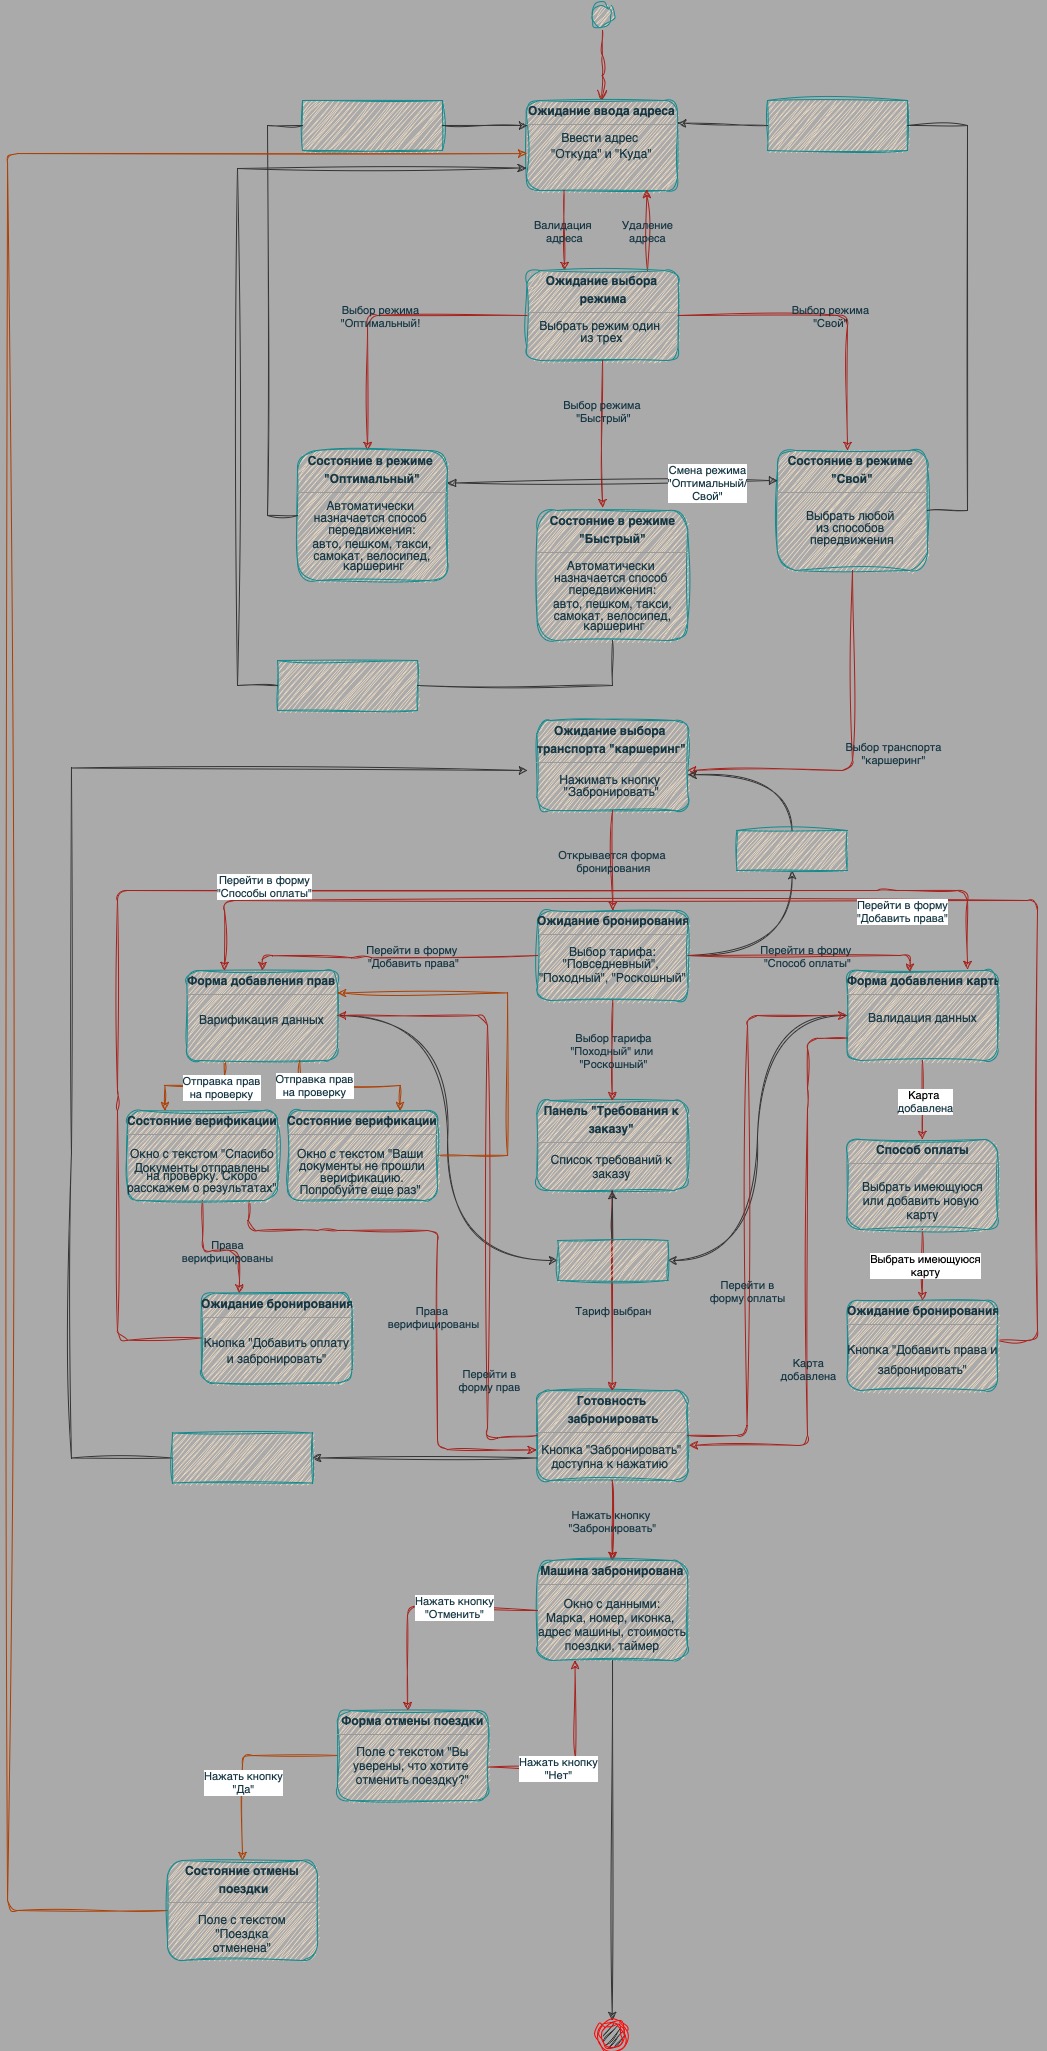 Ожидание ввода адреса
Ввести адрес
"Откуда" и "Куда"
Валидация
адреса
Удаление
адреса
Ожидание выбора
режима
Выбрать режим один
из трех
Выбор режима
"Оптимальный!
Выбор режима
"Свой"
Выбор режима
"Быстрый"
Состояние в режиме
"Оптимальный"
Автоматически
назначается способ
передвижения:
авто, пешком, такси,
самокат, велосипед,
каршеринг
Смена режима
"Оптимальный/
Свой"
Состояние в режиме
"Свой"
Выбрать любой
из способов
передвижения
Состояние в режиме
"Быстрый"
Автоматически
назначается способ
передвижения:
авто, пешком, такси,
самокат, велосипед,
каршеринг
Ожидание выбора
транспорта "каршеринг"
Нажимать кнопку
"Забронировать"
Выбор транспорта
"каршеринг"
Открывается форма
бронирования
Перейти в форму
"Способы оплаты"
Перейти в форму
"Добавить права"
Ожидание бронирования
Выбор тарифа:
"Повседневный",
"Походный", "Роскошный"
Перейти в форму
"Добавить права"
Перейти в форму
"Способ оплаты"
Форма добавления прав
Варификация данных
Форма добавления карть
Валидация данных
Выбор тарифа
"Походный" или
"Роскошный"
Отправка прав
на проверку
Отправка прав
на проверку
Карта
добавлена
Состояние верификации
Окно с текстом "Спасибо
Документы отправлены
на проверку. Скоро
расскажем о результатах"
Состояние верификации
Окно с текстом "Ваши
документы не прошли
верификацию.
Попробуйте еще раз"
Панель "Требования к
заказу"
Список требований к
заказу
Способ оплаты
Выбрать имеющуюся
или добавить новую
карту
Права
верифицированы
Выбрать имеющуюся
карту
Ожидание бронирования
Кнопка "Добавить оплату
и забронировать"
Права
верифицированы
Тариф выбран
Перейти в
форму оплаты
Ожидание бронирования
Кнопка "Добавить права и
забронировать"
Перейти в
форму прав
Карта
добавлена
Готовность
забронировать
Кнопка "Забронировать"
доступна к нажатию
Нажать кнопку
"Забронировать"
Машина забронирована
Окно с данными:
Марка, номер, иконка,
адрес машины, стоимость
поездки, таймер
Нажать кнопку
"Отменить"
Форма отмены поездки
Поле с текстом "Вы
уверены, что хотите
отменить поездку?"
Нажать кнопку
"Нет"
Нажать кнопку
"Да"
Состояние отмены
поездки
Поле с текстом
"Поездка
отменена"